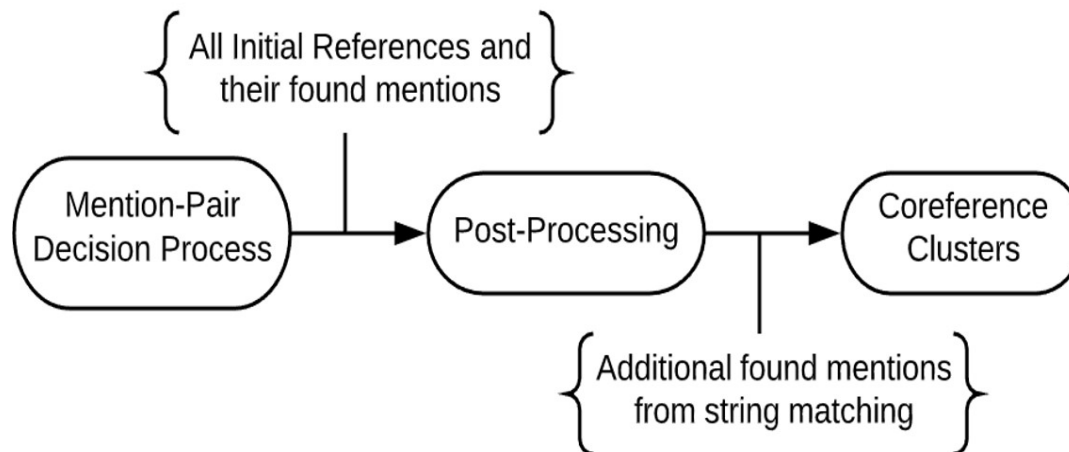 All Initial References and
their found mentions
Mention-Pair
Decision Process
Post-Processing
Coreference
Clusters
Additional found mentions
from string matching